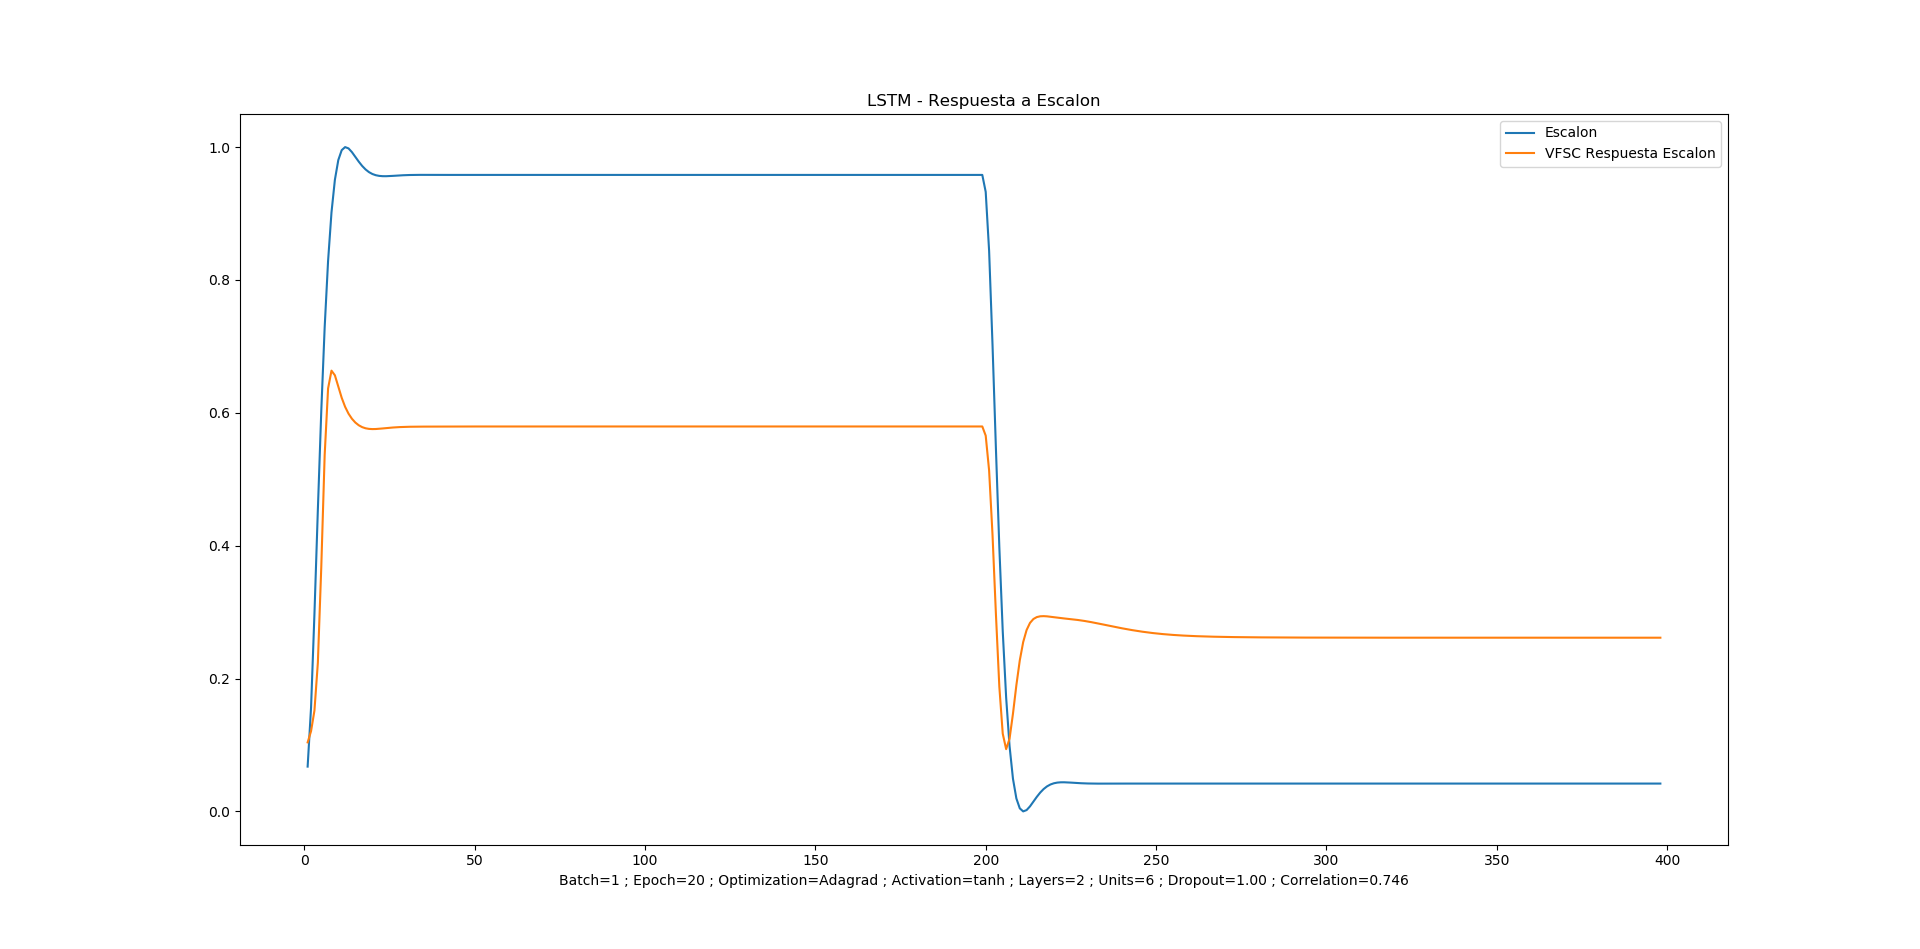 LSTM - Respuesta a Escalon
Escalon
VFSC Respuesta Escalon
1.0
0.8
0.6
0.4
0.2
0.0
0 50 100 150 200 250 300 350 400
Batch=1 ; Epoch=20 ; Optimization=Adagrad ; Activation=tanh ; Layers=2 ; Units=6 ; Dropout=1.00 ; Correlation=0.746